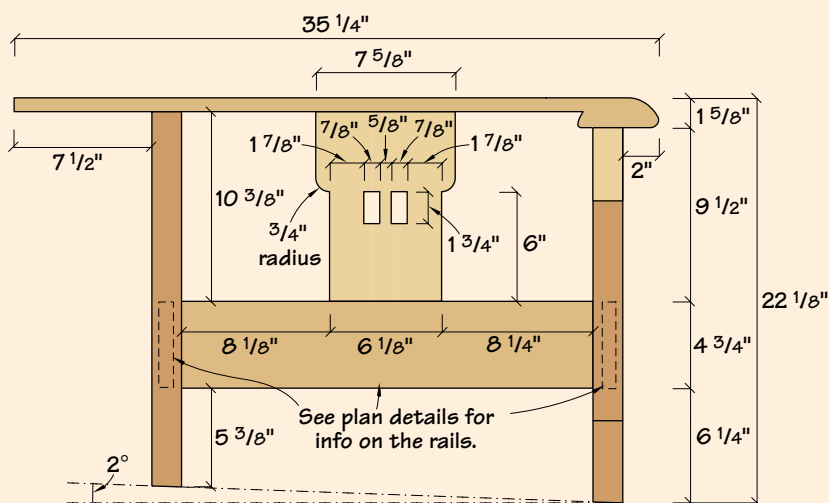 35 1/4"
7 5/8"
7/8" 5/8" 7/8"
1 7/8" 1 7/8"
1 5/8"
7 1/2"
2"
10 3/8"
9 1/2"
3/4"
radius
1 3/4"
6"
22 1/8"
8 1/8" 6 1/8" 8 1/4"
4 3/4"
See plan details for
info on the rails.
5 3/8"
6 1/4"
2°